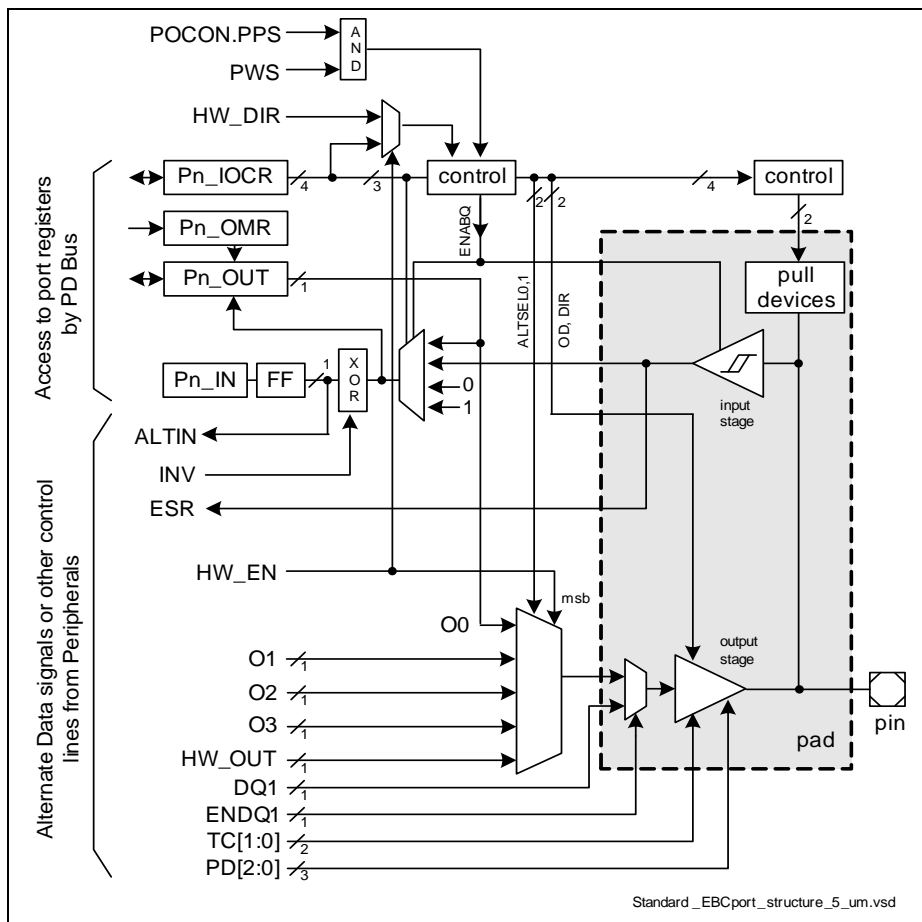 POCON.PPS
AND
PWS
HW_DIR
Pn_IOCR
4
3
control
2
2
4
control
2
Pn_OMR
ENABQ
Pn_OUT
1
pull
devices
ALTSEL0,1
OD, DIR
Access to port registers
by PD Bus
Pn_IN
FF
1
XOR
0
1
input
stage
ALTIN
INV
ESR
Alternate Data signals or other control
lines from Peripherals
HW_EN
msb
O0
output
stage
O1
1
O2
1
O3
1
HW_OUT
1
DQ1
1
ENDQ1
1
TC[1:0]
2
PD[2:0]
3
pad
pin
Standard _EBCport_structure_5_um.vsd